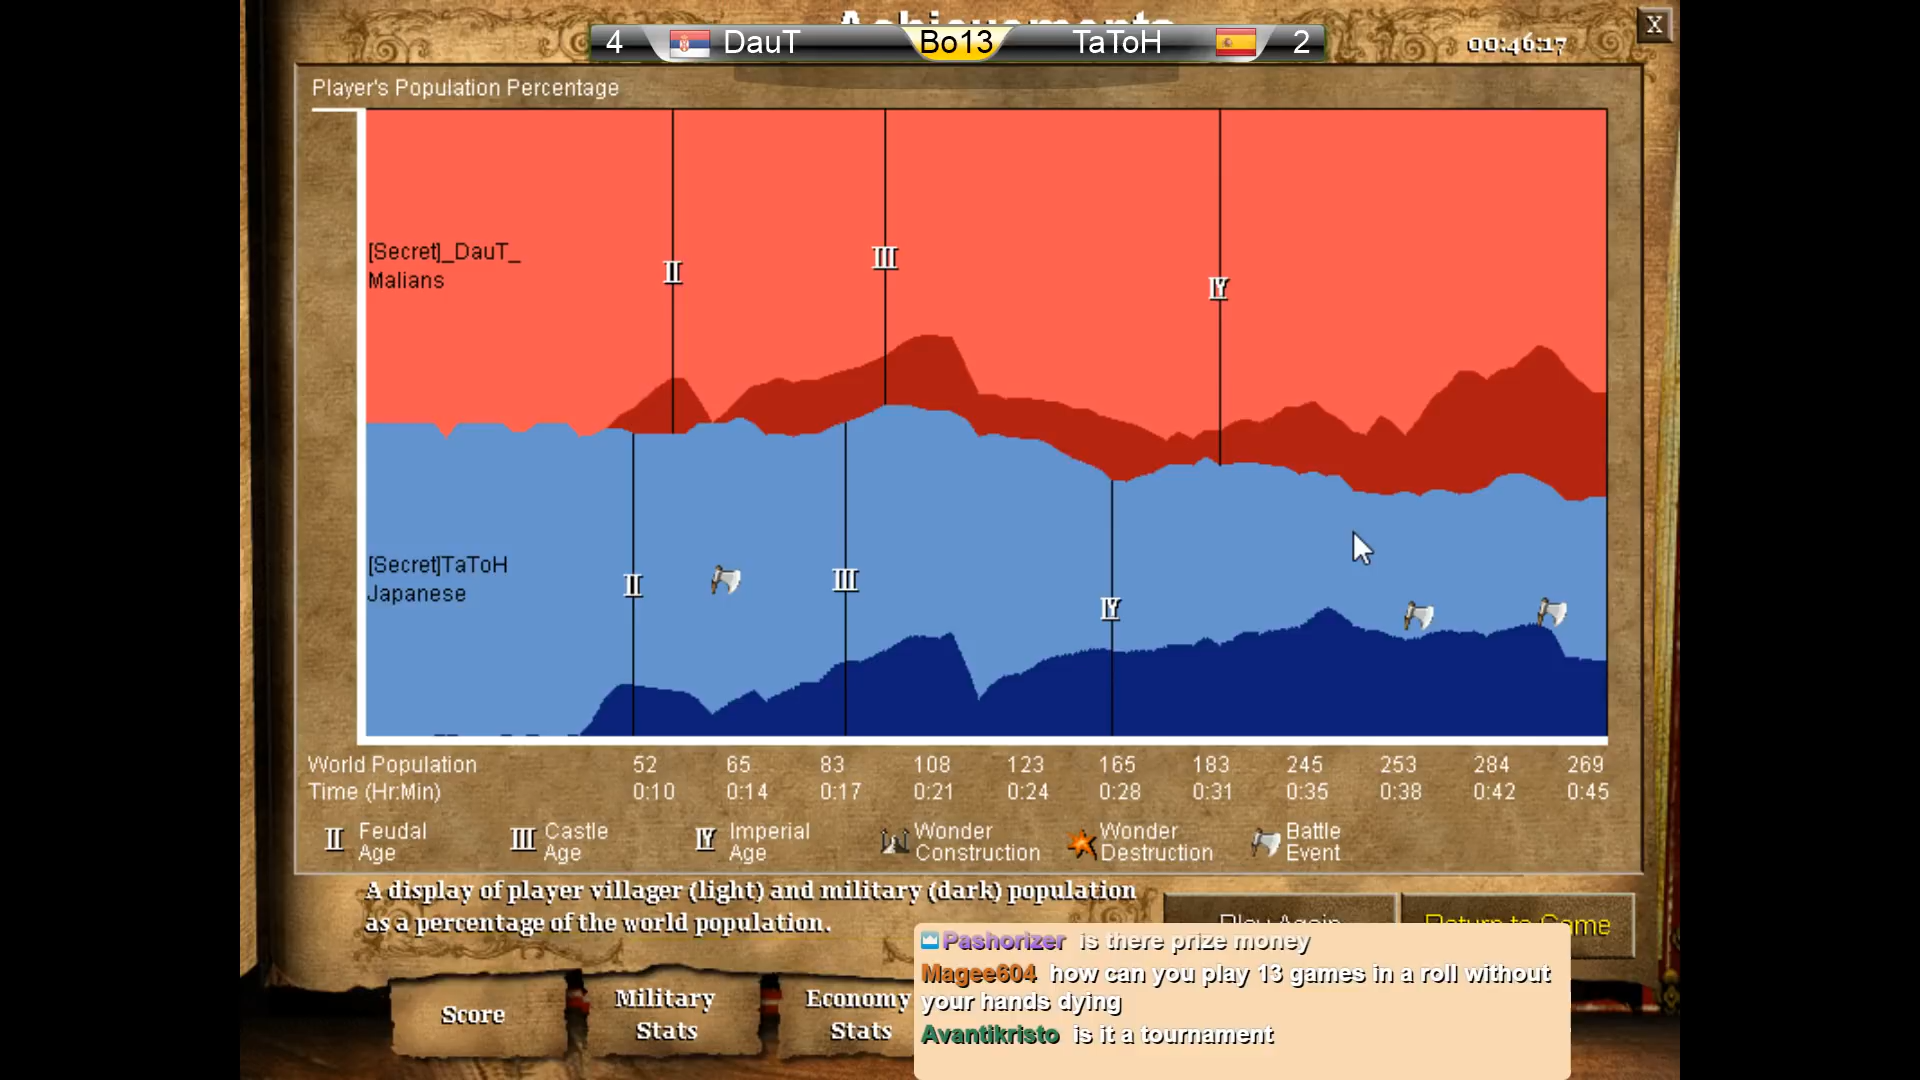 Achievements
4 DauT Bo13 TaToH 2
00:46:17
X
Player's Population Percentage
[Secret]_DauT_
Malians
II
III
IV
[Secret]TaToH
Japanese
II
III
IV
World Population 52 65 83 108 123 165 183 245 253 284 269
Time (Hr:Min) 0:10 0:14 0:17 0:21 0:24 0:28 0:31 0:35 0:38 0:42 0:45
II Feudal Age
III Castle Age
IV Imperial Age
Wonder Construction
Wonder Destruction
Battle Event
A display of player villager (light) and military (dark) population
as a percentage of the world population.
Play Again
Return to Game
Pashorizer is there prize money
Magee604 how can you play 13 games in a roll without
your hands dying
Avantikristo is it a tournament
Score
Military
Stats
Economy
Stats